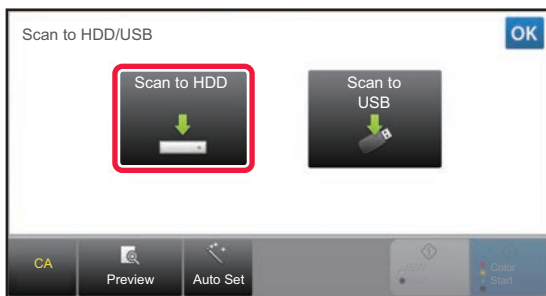 Scan to HDD/USB
OK
Scan to HDD
Scan to
USB
CA
Preview
Auto Set
B/W
Color
Start